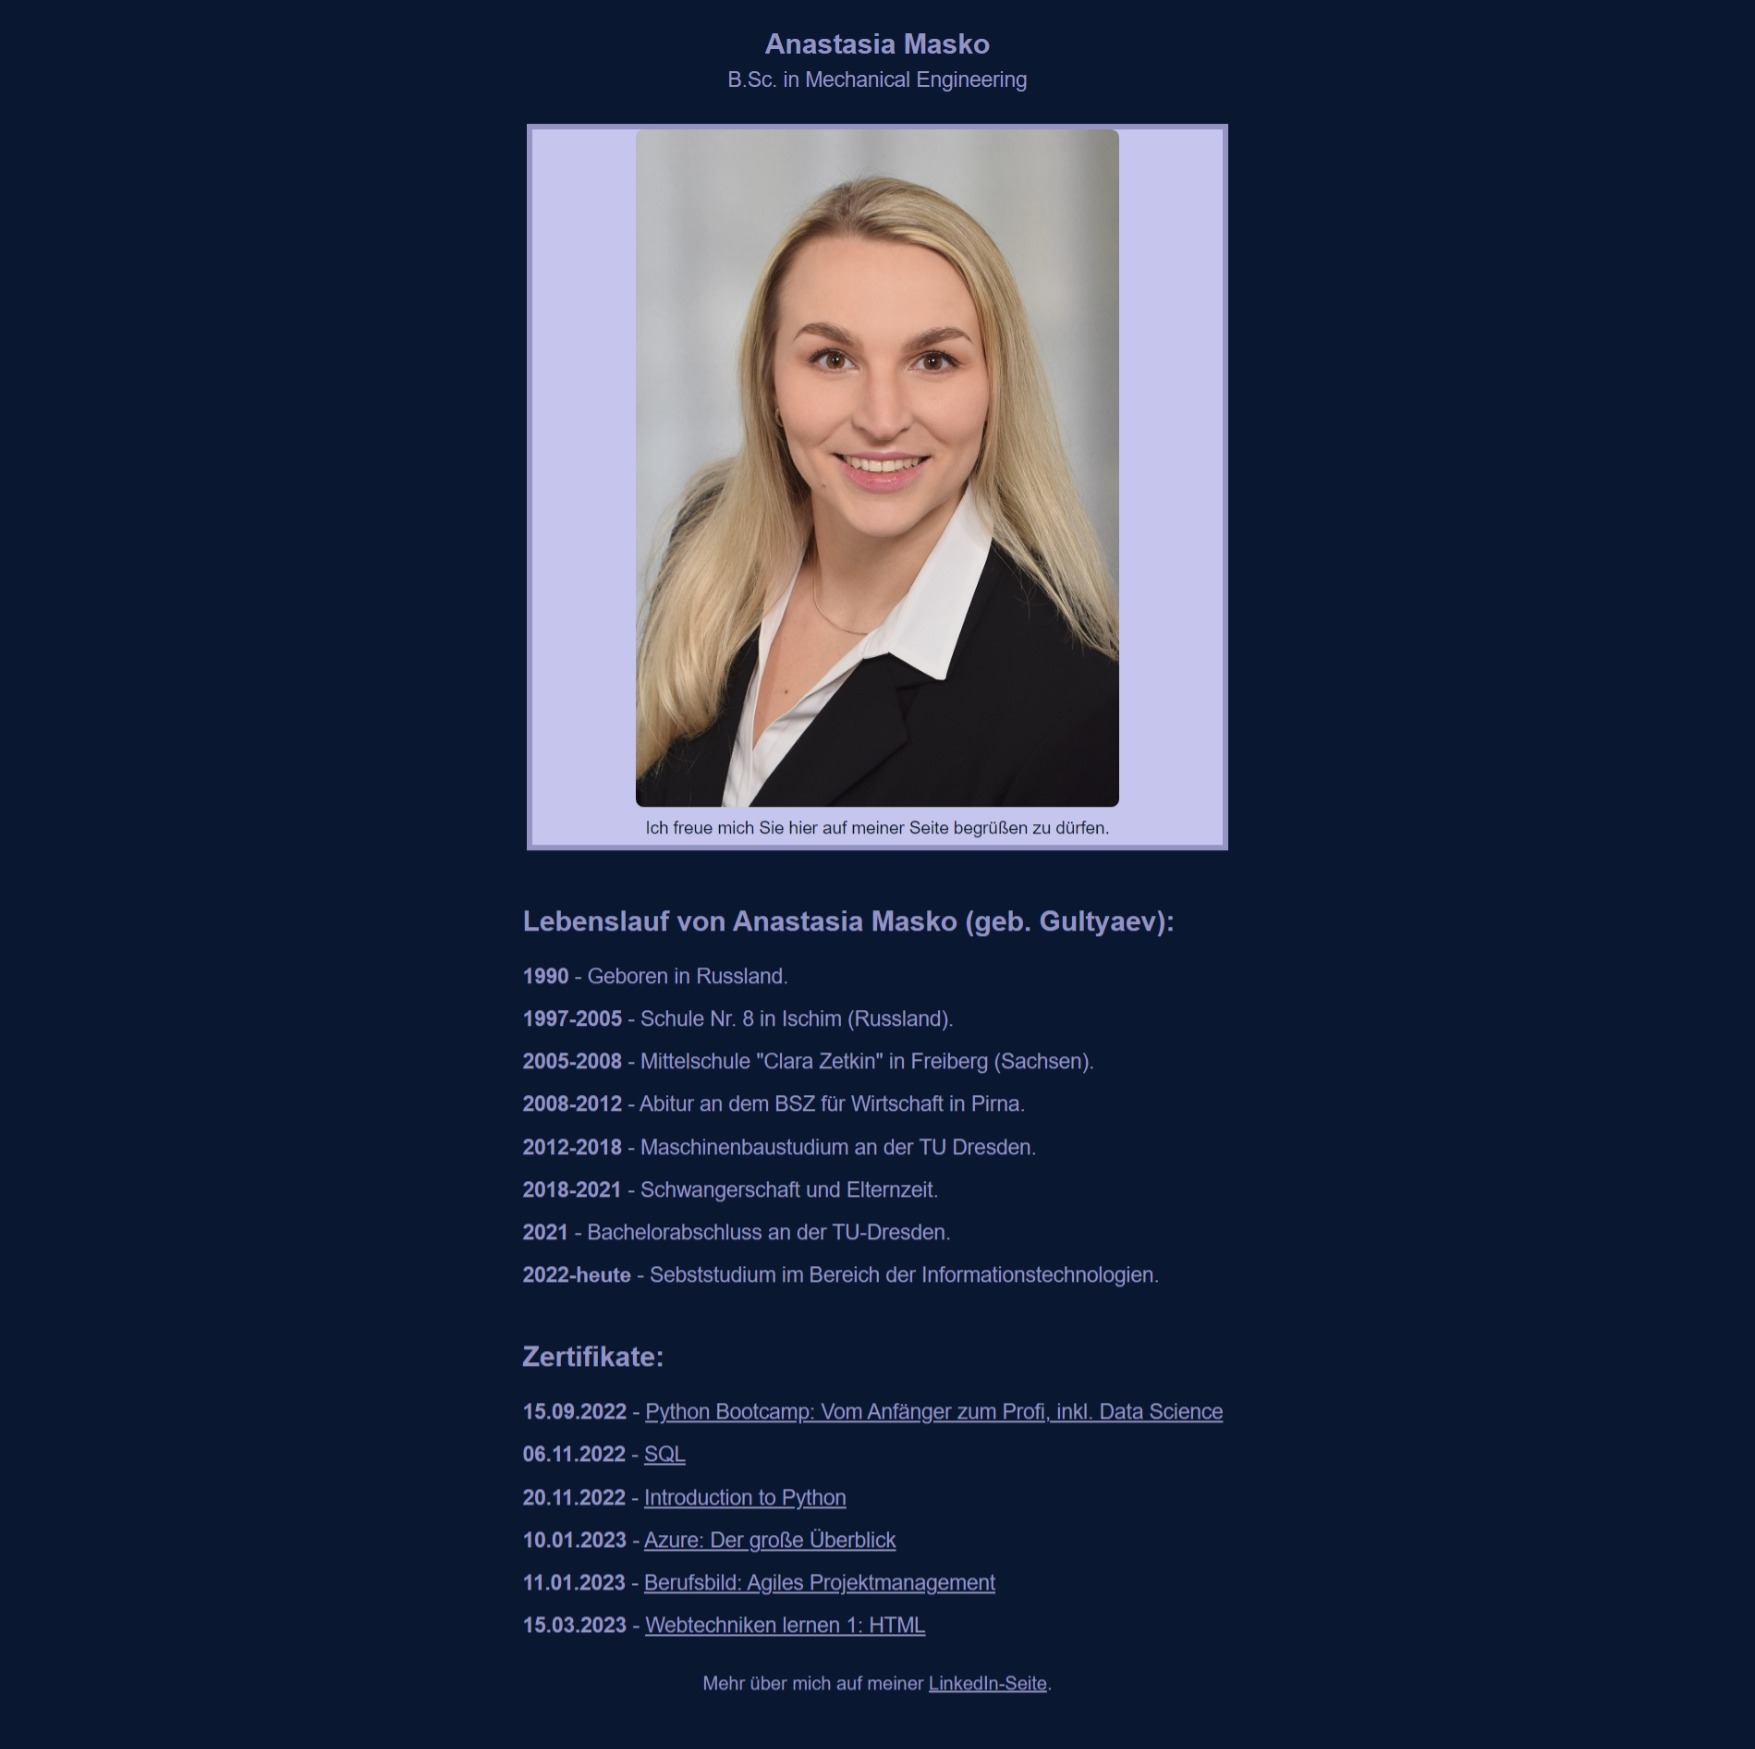 Anastasia Masko
B.Sc. in Mechanical Engineering
Ich freue mich Sie hier auf meiner Seite begrüßen zu dürfen.
Lebenslauf von Anastasia Masko (geb. Gultyaev):
1990 - Geboren in Russland.
1997-2005 - Schule Nr. 8 in Ischim (Russland).
2005-2008 - Mittelschule "Clara Zetkin" in Freiberg (Sachsen).
2008-2012 - Abitur an dem BSZ für Wirtschaft in Pirna.
2012-2018 - Maschinenbaustudium an der TU Dresden.
2018-2021 - Schwangerschaft und Elternzeit.
2021 - Bachelorabschluss an der TU-Dresden.
2022-heute - Sebststudium im Bereich der Informationstechnologien.
Zertifikate:
15.09.2022 - Python Bootcamp: Vom Anfänger zum Profi, inkl. Data Science
06.11.2022 - SQL
20.11.2022 - Introduction to Python
10.01.2023 - Azure: Der große Überblick
11.01.2023 - Berufsbild: Agiles Projektmanagement
15.03.2023 - Webtechniken lernen 1: HTML
Mehr über mich auf meiner LinkedIn-Seite.